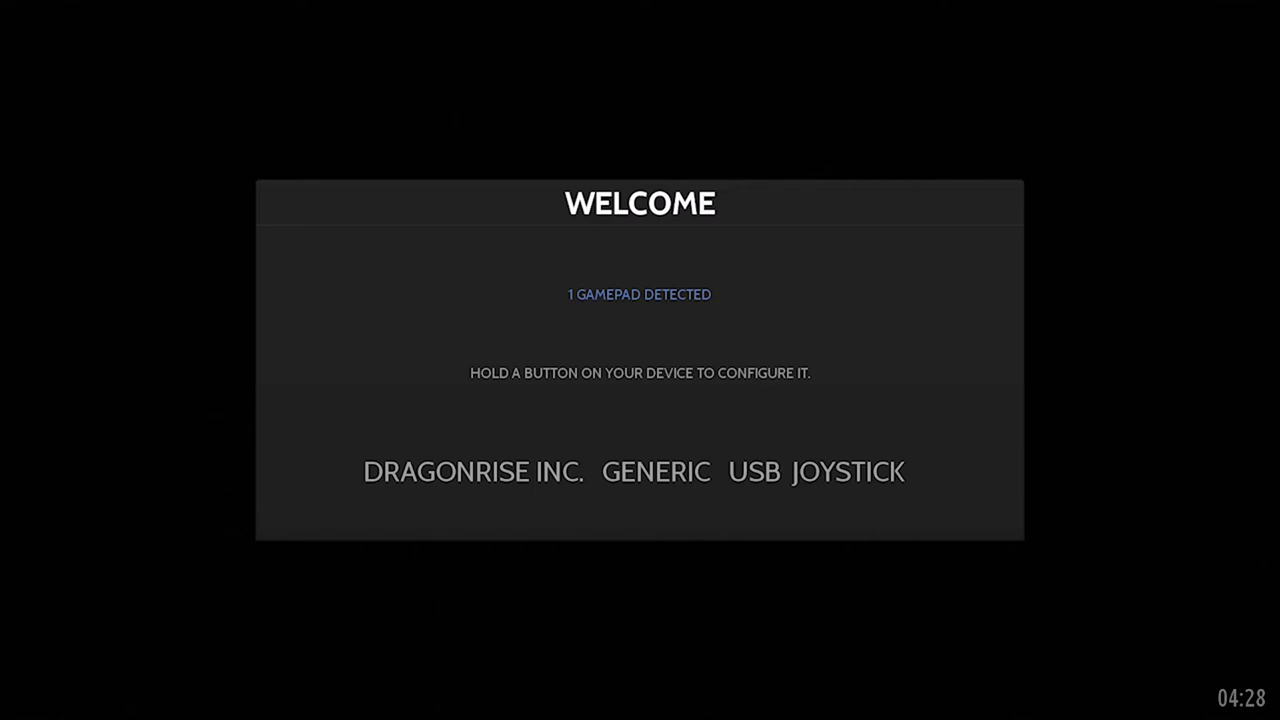 WELCOME
1 GAMEPAD DETECTED
HOLD A BUTTON ON YOUR DEVICE TO CONFIGURE IT.
DRAGONRISE INC. GENERIC USB JOYSTICK
04:28